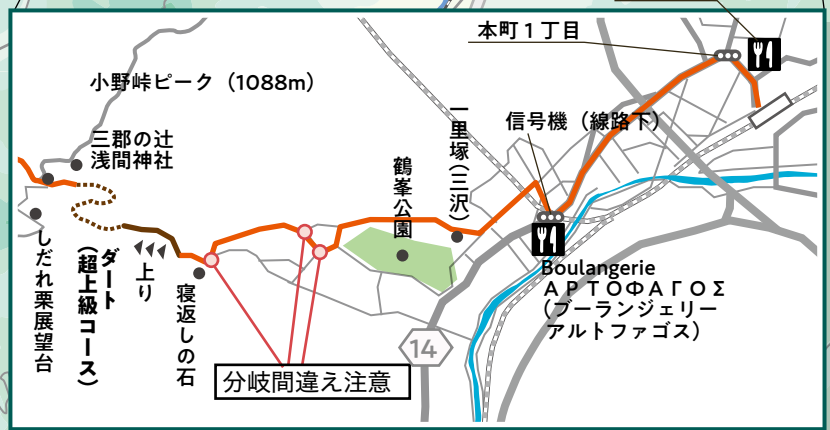 本町１丁目
小野峠ピーク（1088m）
信号機（線路下）
一里塚（三沢）
三郡の辻
浅間神社
鶴峯公園
しだれ栗展望台
ダート
（超上級コース）
上り
寝返しの石
Boulangerie
ΑΡΤΟΦΑΓΟΣ
（ブーランジェリー
アルトファゴス）
14
分岐間違え注意